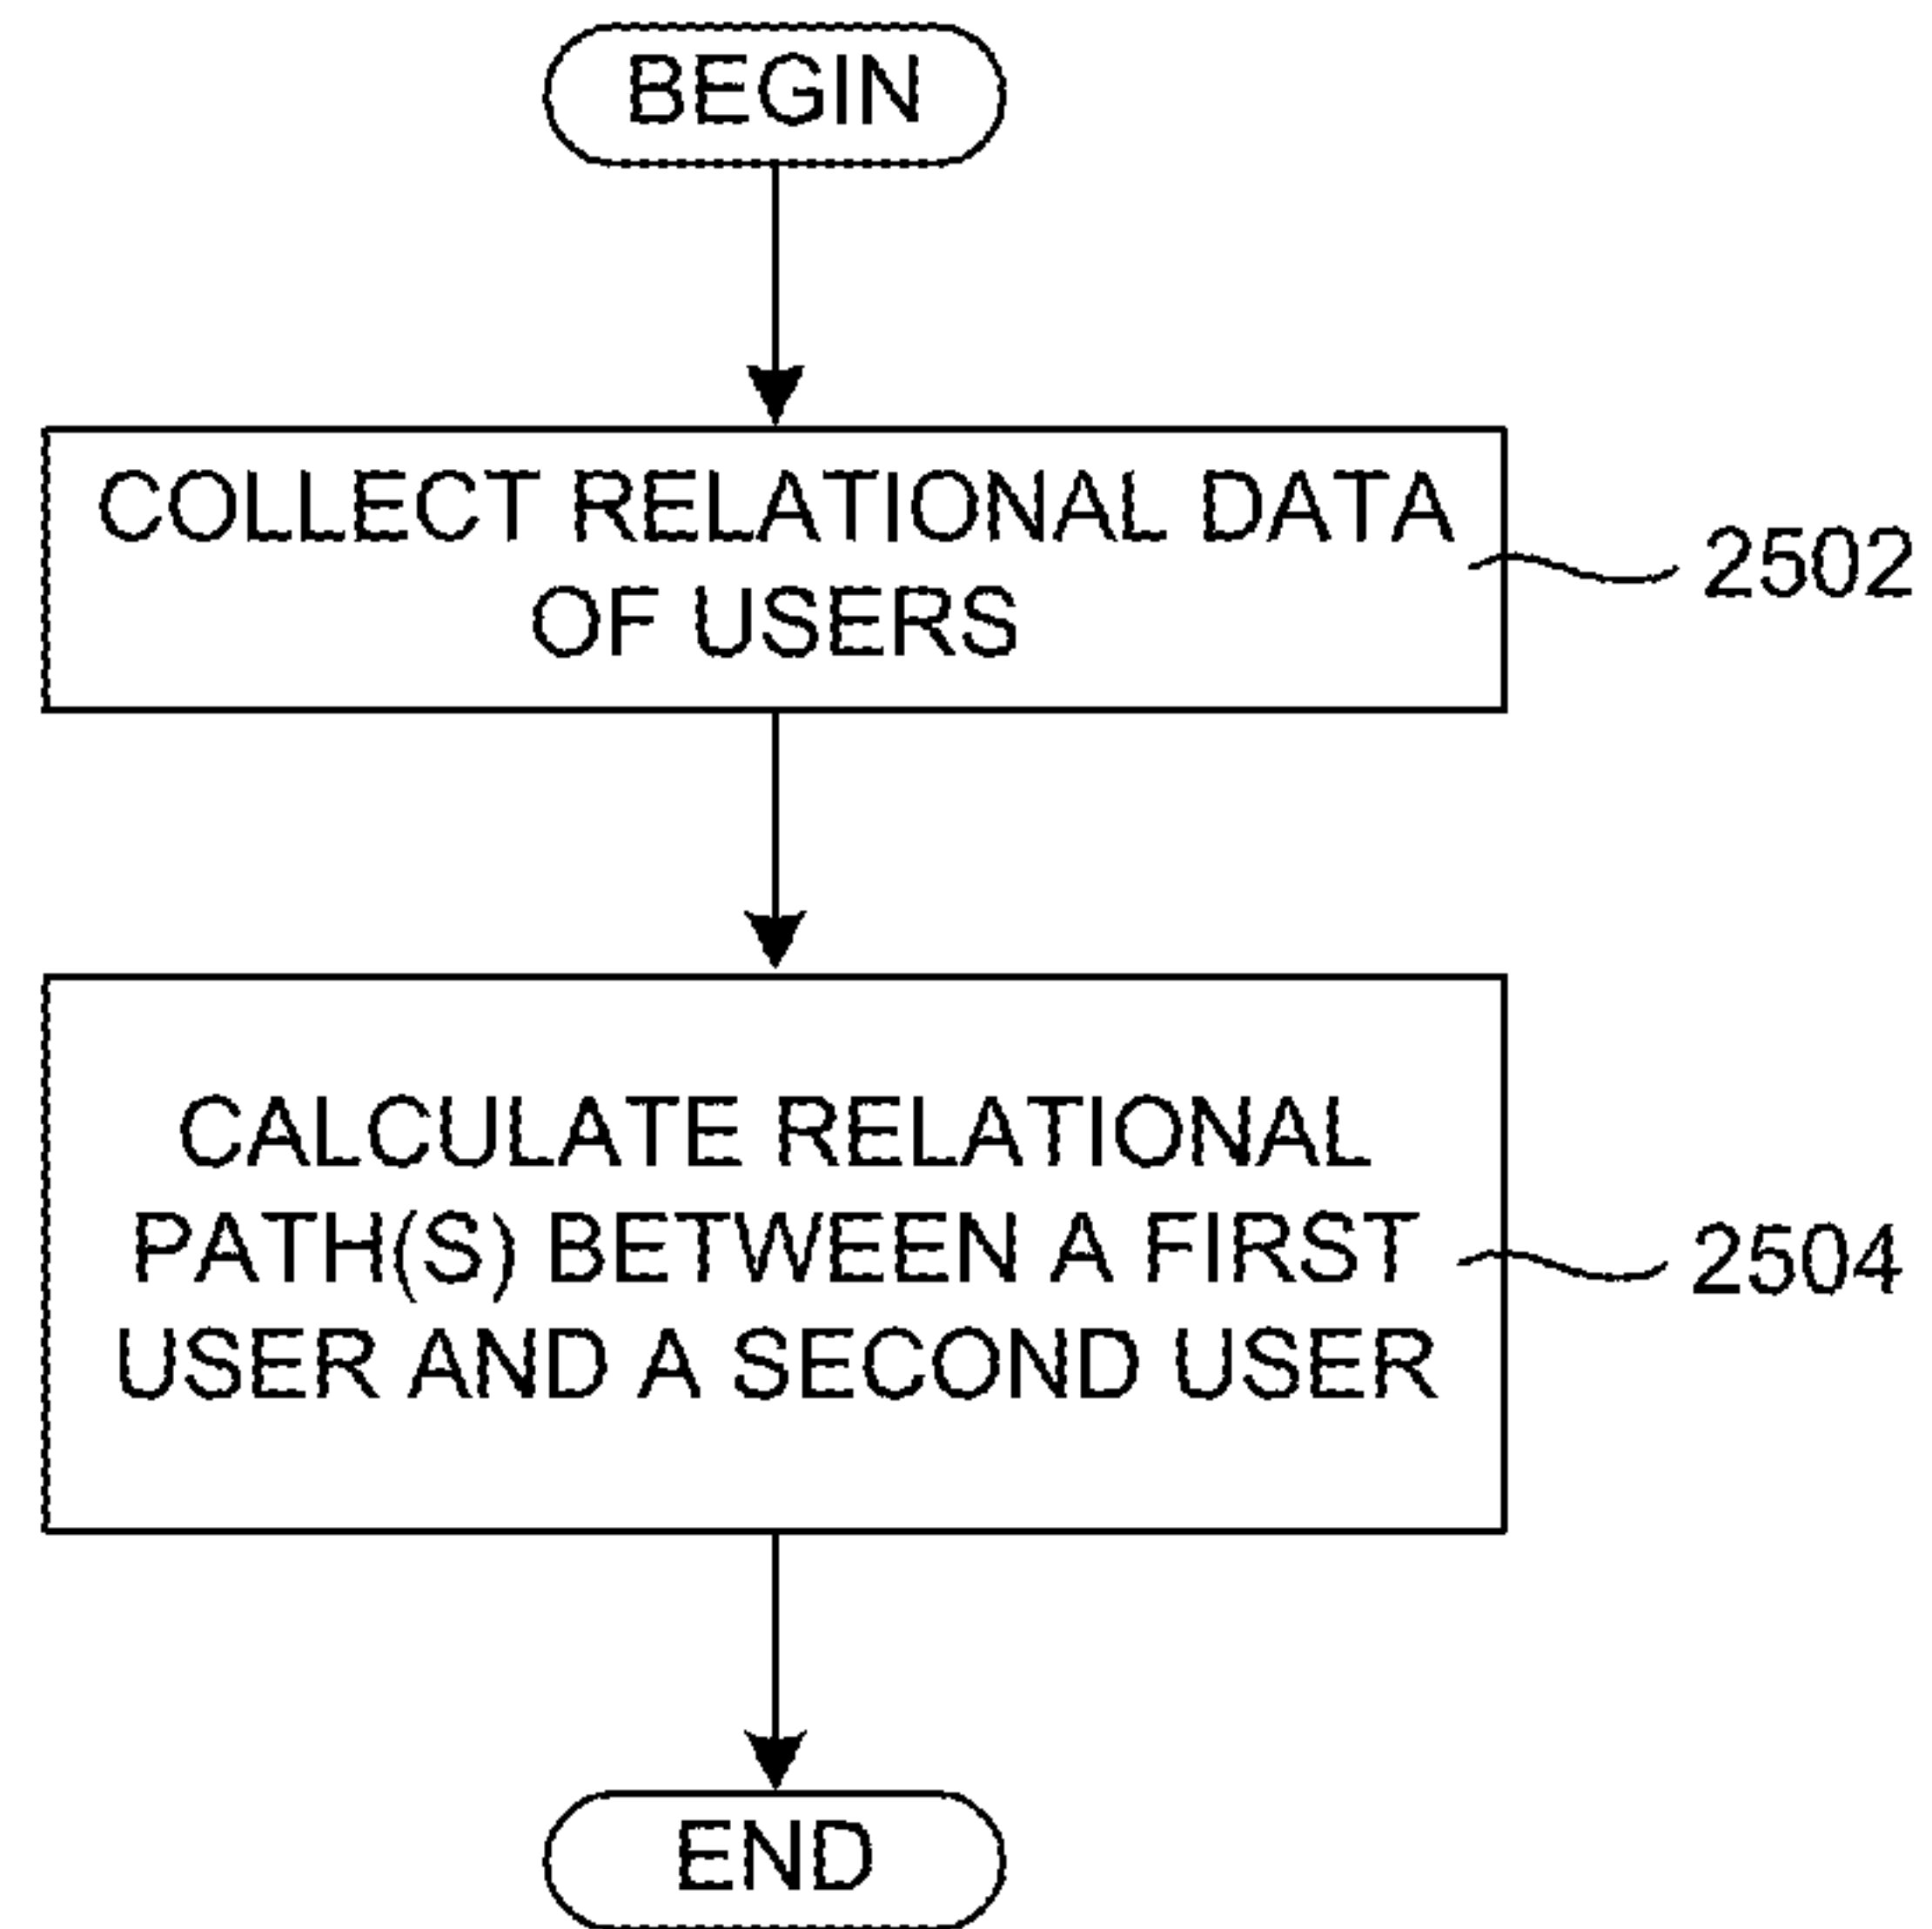 BEGIN
COLLECT RELATIONAL DATA
OF USERS
2502
CALCULATE RELATIONAL
PATH(S) BETWEEN A FIRST
USER AND A SECOND USER
2504
END